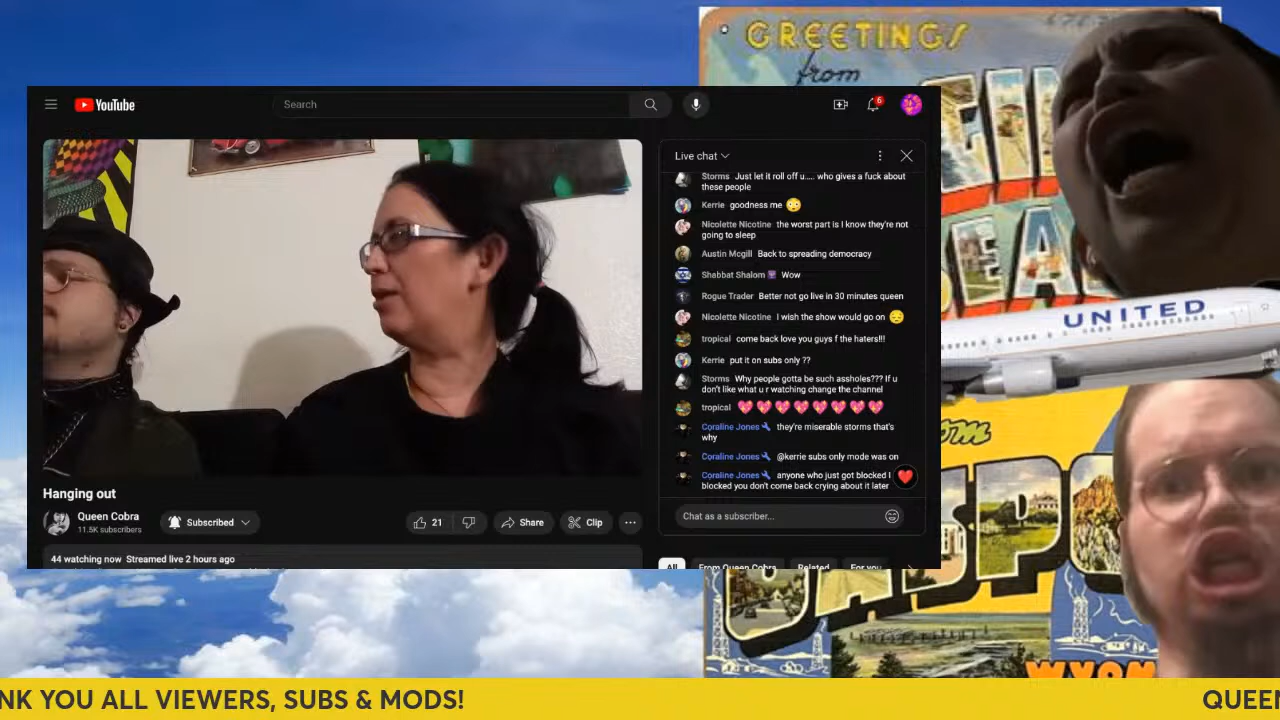 GREETINGS
from
YouTube
Search
6
Live chat
Storms Just let it roll off u..... who gives a fuck about
these people
Kerrie goodness me 😳
Nicolette Nicotine the worst part is I know they're not
going to sleep
Austin Mcgill Back to spreading democracy
Shabbat Shalom Wow
Rogue Trader Better not go live in 30 minutes queen
Nicolette Nicotine I wish the show would go on 😔
tropical come back love you guys f the haters!!!
Kerrie put it on subs only ??
Storms Why people gotta be such assholes??? If u
don't like what u r watching change the channel
tropical 💖💖💖💖💖💖💖
Coraline Jones they're miserable storms that's
why
Coraline Jones @kerrie subs only mode was on
Coraline Jones anyone who just got blocked I
blocked you don't come back crying about it later
Chat as a subscriber...
Hanging out
Queen Cobra
11.5K subscribers
Subscribed
21
Share
Clip
44 watching now Streamed live 2 hours ago
All
From Queen Cobra
Related
For you
UNITED
NK YOU ALL VIEWERS, SUBS & MODS!
QUEEN